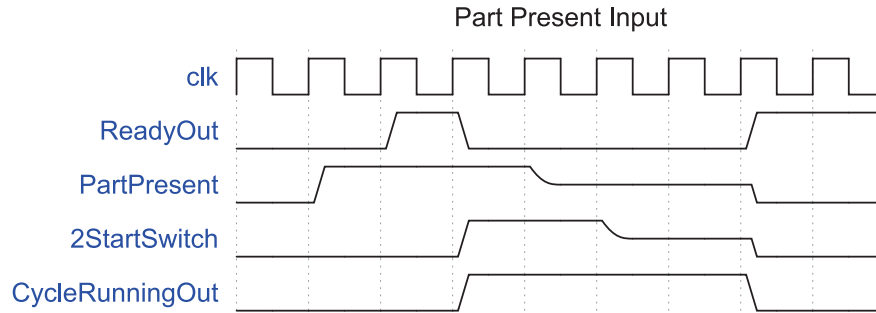 Part Present Input
clk
ReadyOut
PartPresent
2StartSwitch
CycleRunningOut